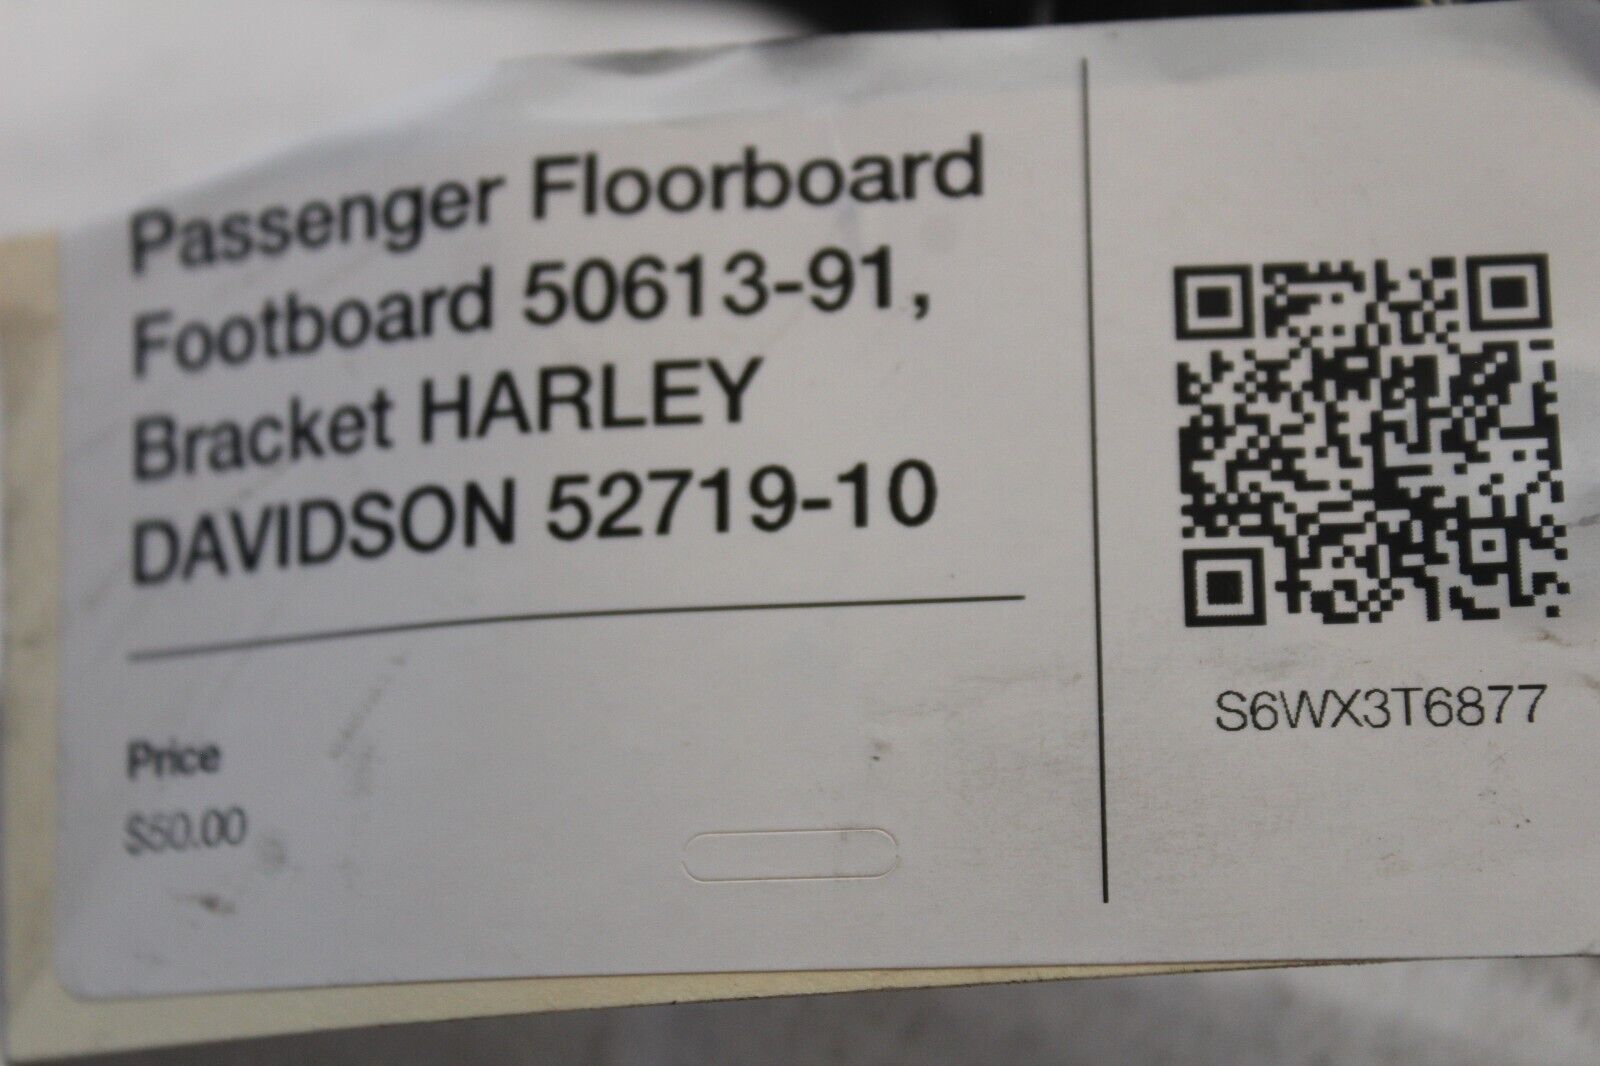 Passenger Floorboard
Footboard 50613-91,
Bracket HARLEY
DAVIDSON 52719-10
Price
$50.00
S6WX3T6877